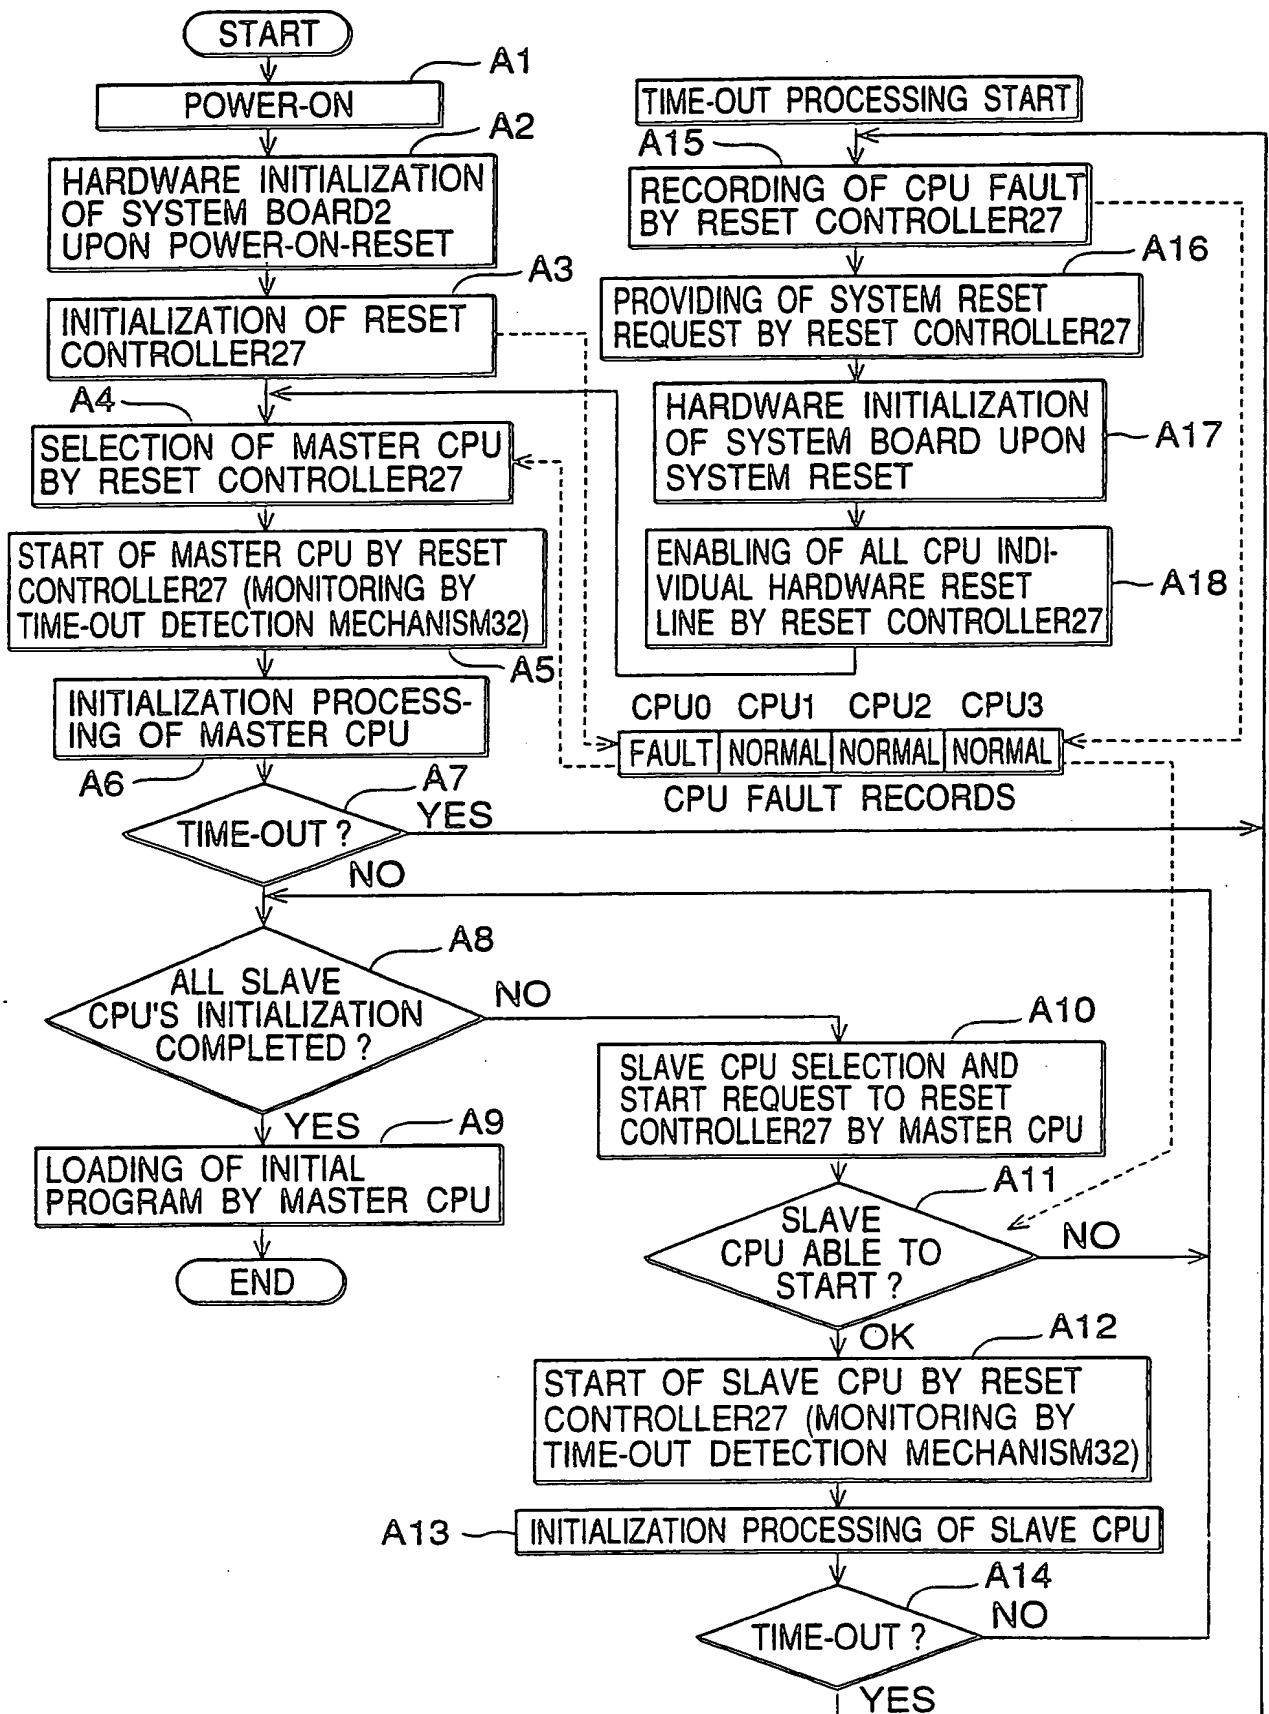 START
A1
POWER-ON
A2
HARDWARE INITIALIZATION
OF SYSTEM BOARD2
UPON POWER-ON-RESET
A3
INITIALIZATION OF RESET
CONTROLLER27
A4
SELECTION OF MASTER CPU
BY RESET CONTROLLER27
START OF MASTER CPU BY RESET
CONTROLLER27 (MONITORING BY
TIME-OUT DETECTION MECHANISM32)
A5
INITIALIZATION PROCESS-
ING OF MASTER CPU
A6
A7
TIME-OUT ?
YES
NO
A8
ALL SLAVE
CPU'S INITIALIZATION
COMPLETED ?
NO
YES
A9
LOADING OF INITIAL
PROGRAM BY MASTER CPU
END
TIME-OUT PROCESSING START
A15
RECORDING OF CPU FAULT
BY RESET CONTROLLER27
A16
PROVIDING OF SYSTEM RESET
REQUEST BY RESET CONTROLLER27
HARDWARE INITIALIZATION
OF SYSTEM BOARD UPON
SYSTEM RESET
A17
ENABLING OF ALL CPU INDI-
VIDUAL HARDWARE RESET
LINE BY RESET CONTROLLER27
A18
CPU0 CPU1 CPU2 CPU3
FAULT NORMAL NORMAL NORMAL
CPU FAULT RECORDS
A10
SLAVE CPU SELECTION AND
START REQUEST TO RESET
CONTROLLER27 BY MASTER CPU
A11
SLAVE
CPU ABLE TO
START ?
NO
OK
A12
START OF SLAVE CPU BY RESET
CONTROLLER27 (MONITORING BY
TIME-OUT DETECTION MECHANISM32)
A13
INITIALIZATION PROCESSING OF SLAVE CPU
A14
TIME-OUT ?
NO
YES